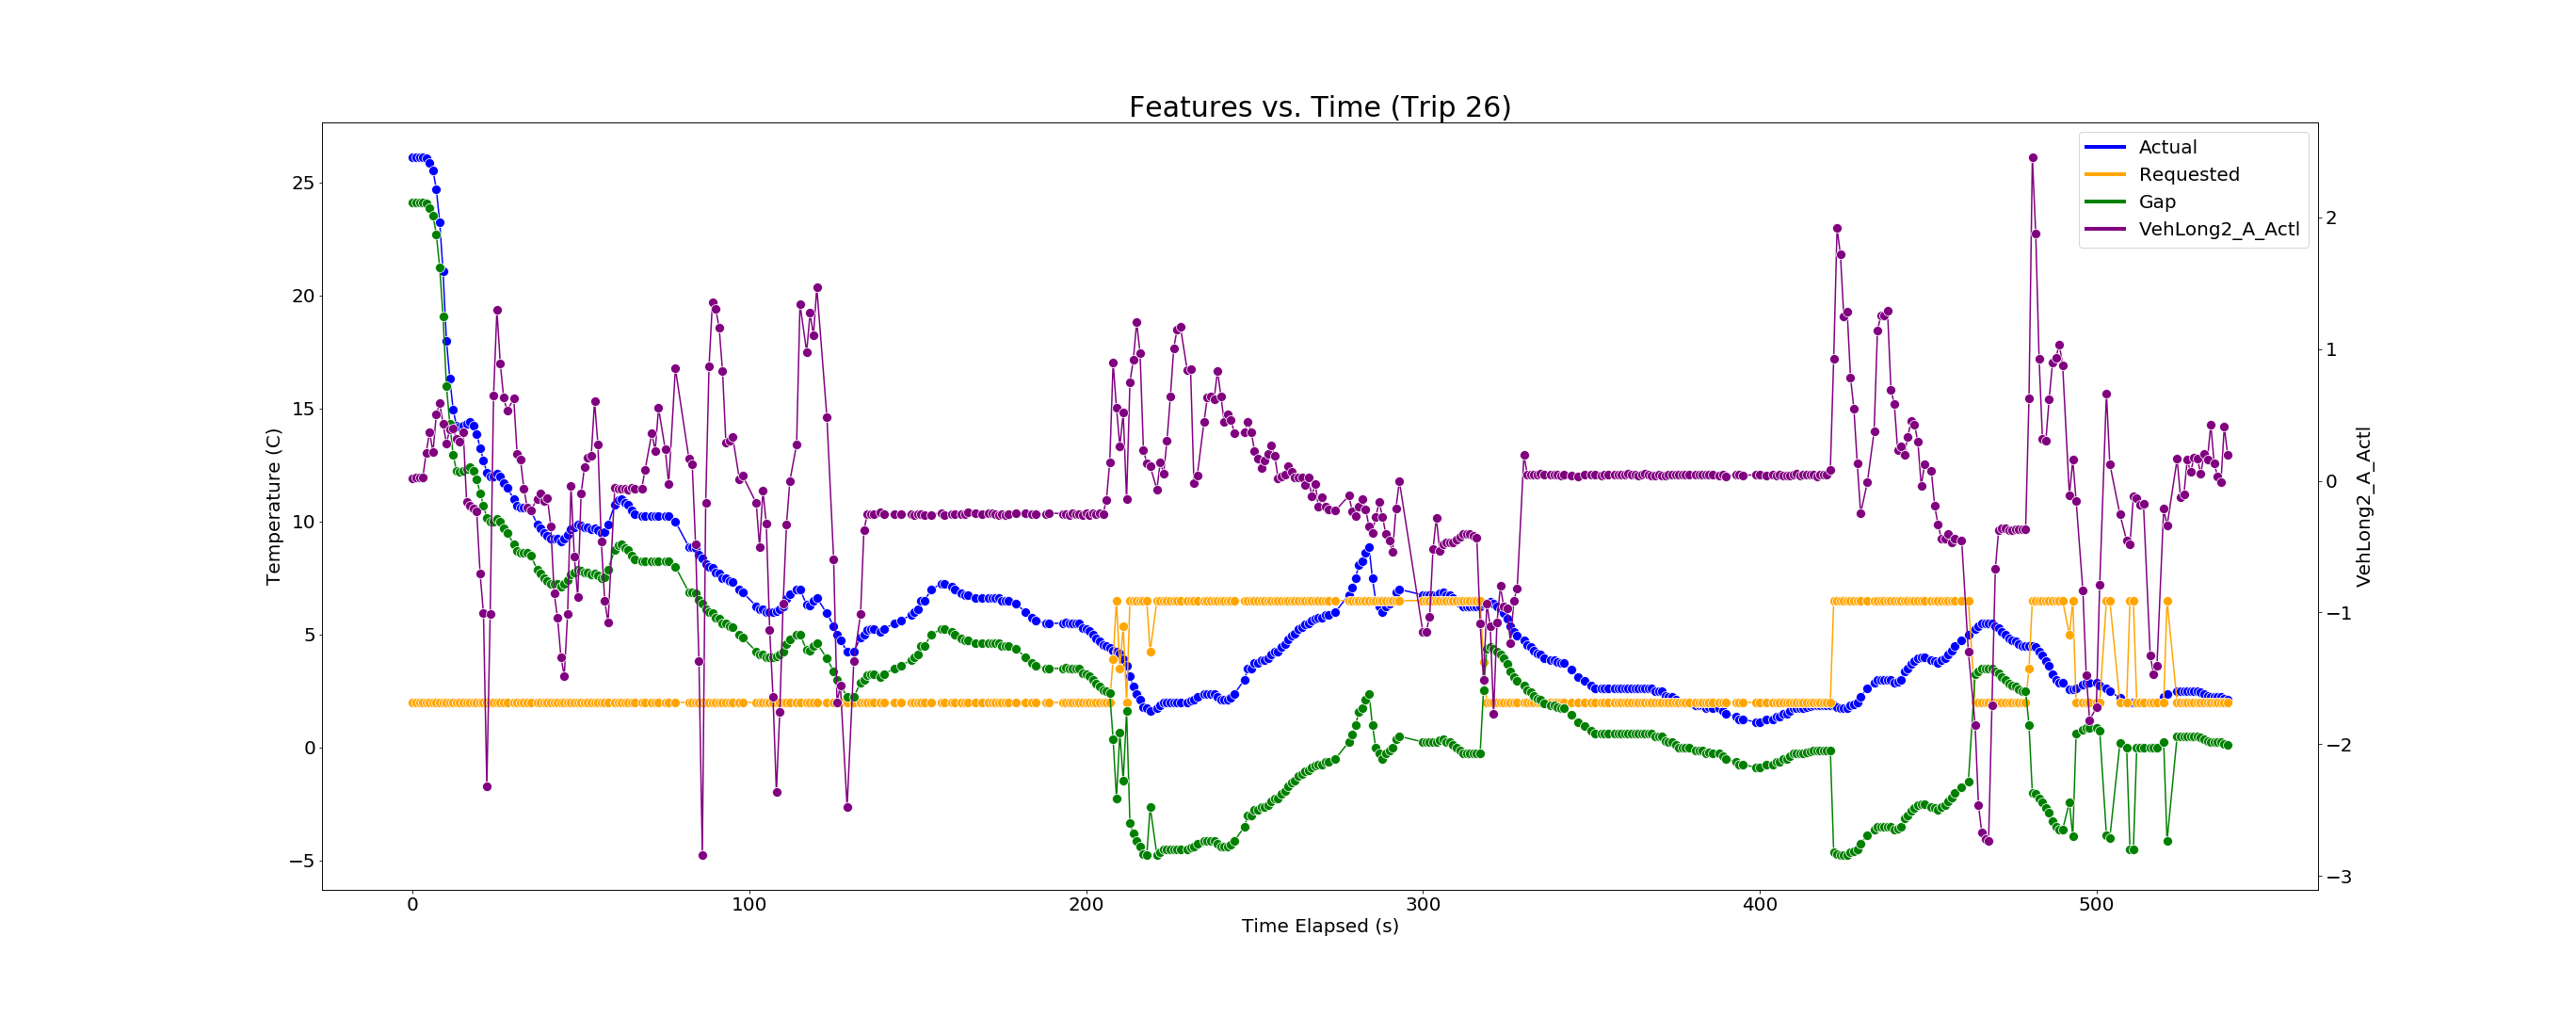 Features vs. Time (Trip 26)
Actual
Requested
Gap
VehLong2_A_Actl
25
20
15
10
5
0
−5
Temperature (C)
2
1
0
−1
−2
−3
VehLong2_A_Actl
0 100 200 300 400 500
Time Elapsed (s)